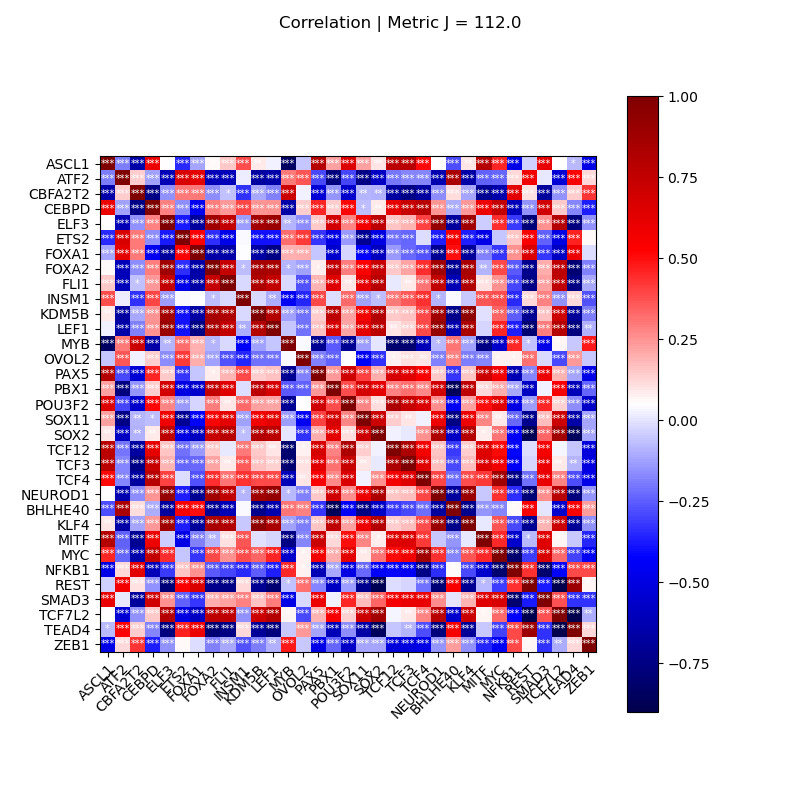 Correlation | Metric J = 112.0
ASCL1
ATF2
CBFA2T2
CEBPD
ELF3
ETS2
FOXA1
FOXA2
FLI1
INSM1
KDM5B
LEF1
MYB
OVOL2
PAX5
PBX1
POU3F2
SOX11
SOX2
TCF12
TCF3
TCF4
NEUROD1
BHLHE40
KLF4
MITF
MYC
NFKB1
REST
SMAD3
TCF7L2
TEAD4
ZEB1
ASCL1
ATF2
CBFA2T2
CEBPD
ELF3
ETS2
FOXA1
FOXA2
FLI1
INSM1
KDM5B
LEF1
MYB
OVOL2
PAX5
PBX1
POU3F2
SOX11
SOX2
TCF12
TCF3
TCF4
NEUROD1
BHLHE40
KLF4
MITF
MYC
NFKB1
REST
SMAD3
TCF7L2
TEAD4
ZEB1
1.00
0.75
0.50
0.25
0.00
−0.25
−0.50
−0.75